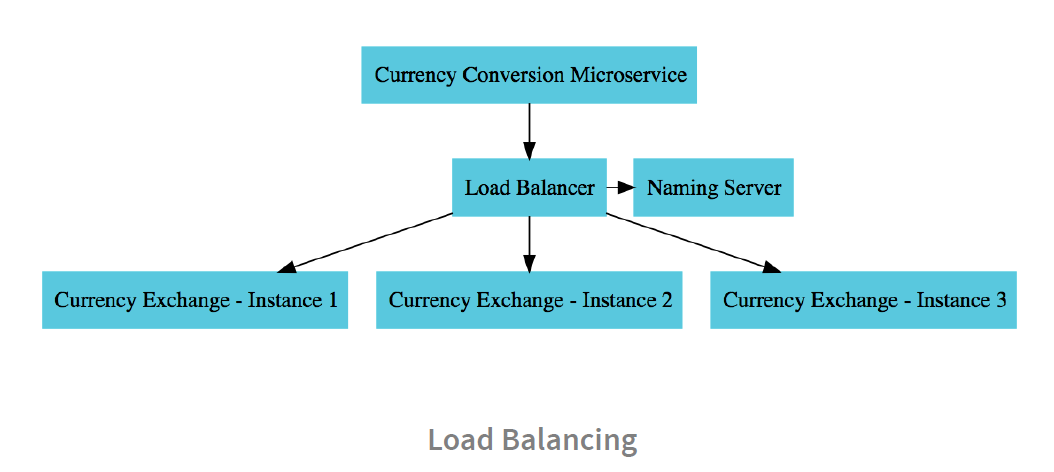 Currency Conversion Microservice
Load Balancer
Naming Server
Currency Exchange - Instance 1
Currency Exchange - Instance 2
Currency Exchange - Instance 3
Load Balancing